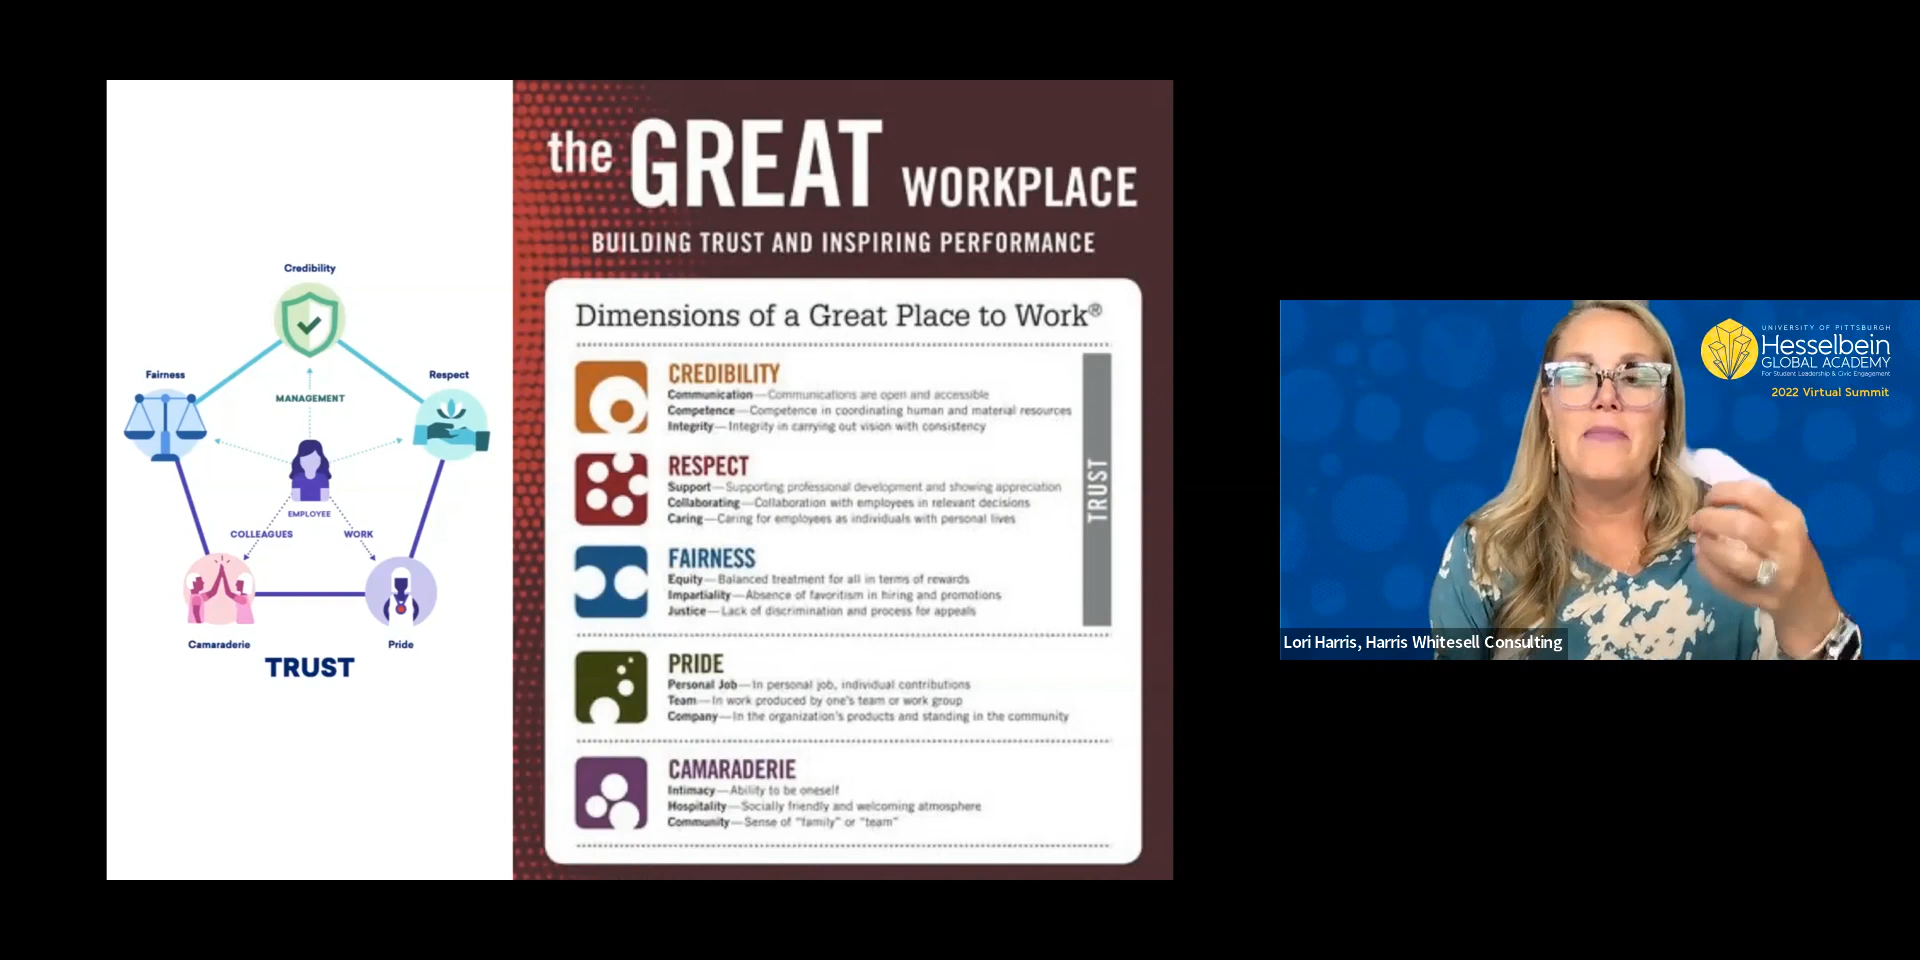 Credibility
Fairness
Respect
MANAGEMENT
EMPLOYEE
COLLEAGUES
WORK
Camaraderie
Pride
TRUST
the GREAT WORKPLACE
BUILDING TRUST AND INSPIRING PERFORMANCE
Dimensions of a Great Place to Work®
CREDIBILITY
Communication—Communications are open and accessible
Competence—Competence in coordinating human and material resources
Integrity—Integrity in carrying out vision with consistency
RESPECT
Support—Supporting professional development and showing appreciation
Collaborating—Collaboration with employees in relevant decisions
Caring—Caring for employees as individuals with personal lives
FAIRNESS
Equity—Balanced treatment for all in terms of rewards
Impartiality—Absence of favoritism in hiring and promotions
Justice—Lack of discrimination and process for appeals
TRUST
PRIDE
Personal Job—In personal job, individual contributions
Team—In work produced by one's team or work group
Company—In the organization's products and standing in the community
CAMARADERIE
Intimacy—Ability to be oneself
Hospitality—Socially friendly and welcoming atmosphere
Community—Sense of "family" or "team"
UNIVERSITY OF PITTSBURGH
Hesselbein
GLOBAL ACADEMY
For Student Leadership & Civic Engagement
2022 Virtual Summit
Lori Harris, Harris Whitesell Consulting